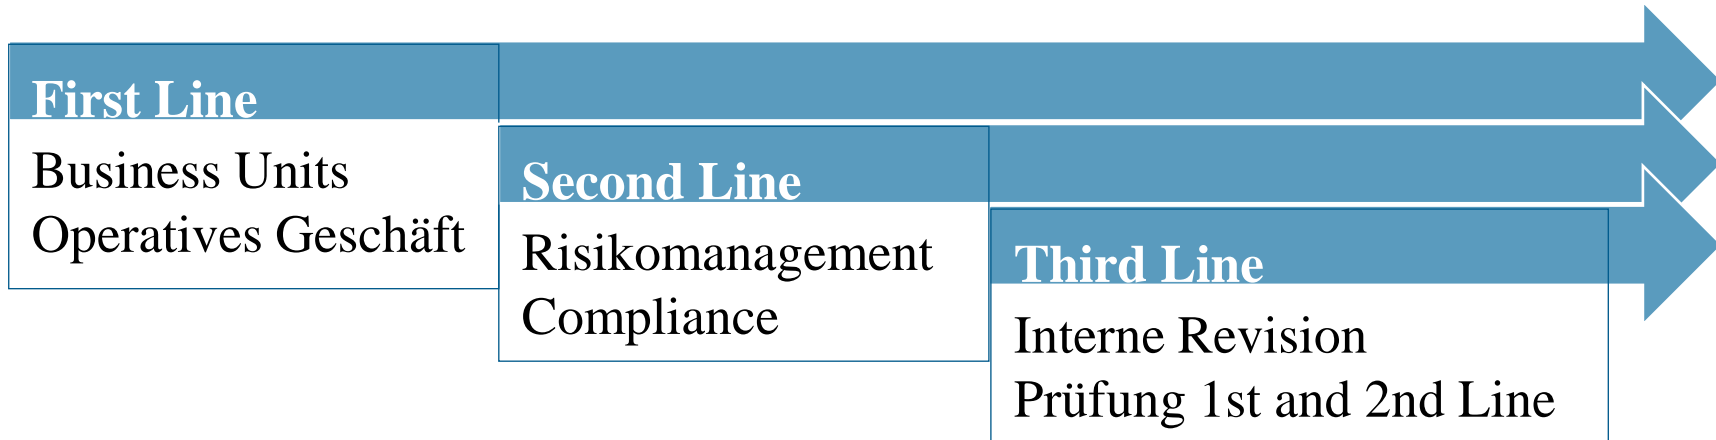 First Line
Business Units
Operatives Geschäft
Second Line
Risikomanagement
Compliance
Third Line
Interne Revision
Prüfung 1st and 2nd Line